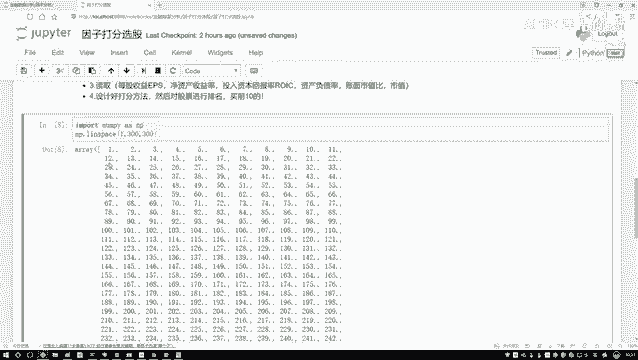 jupyter 因子打分选股 Last Checkpoint: 2 hours ago (unsaved changes)
Logout
File Edit View Insert Cell Kernel Widgets Help
Trusted
Code
3.读取（每股收益EPS，净资产收益率，投入资本回报率ROIC，资产负债率，账面市值比，市值）
4.设计好打分方法，然后对股票进行排名，买前10的!
In [8]: import numpy as np
np.linspace(1,300,300)
Out[8]: array([ 1., 2., 3., 4., 5., 6., 7., 8., 9., 10., 11.,
12., 13., 14., 15., 16., 17., 18., 19., 20., 21., 22.,
23., 24., 25., 26., 27., 28., 29., 30., 31., 32., 33.,
34., 35., 36., 37., 38., 39., 40., 41., 42., 43., 44.,
45., 46., 47., 48., 49., 50., 51., 52., 53., 54., 55.,
56., 57., 58., 59., 60., 61., 62., 63., 64., 65., 66.,
67., 68., 69., 70., 71., 72., 73., 74., 75., 76., 77.,
78., 79., 80., 81., 82., 83., 84., 85., 86., 87., 88.,
89., 90., 91., 92., 93., 94., 95., 96., 97., 98., 99.,
100., 101., 102., 103., 104., 105., 106., 107., 108., 109., 110.,
111., 112., 113., 114., 115., 116., 117., 118., 119., 120., 121.,
122., 123., 124., 125., 126., 127., 128., 129., 130., 131., 132.,
133., 134., 135., 136., 137., 138., 139., 140., 141., 142., 143.,
144., 145., 146., 147., 148., 149., 150., 151., 152., 153., 154.,
155., 156., 157., 158., 159., 160., 161., 162., 163., 164., 165.,
166., 167., 168., 169., 170., 171., 172., 173., 174., 175., 176.,
177., 178., 179., 180., 181., 182., 183., 184., 185., 186., 187.,
188., 189., 190., 191., 192., 193., 194., 195., 196., 197., 198.,
199., 200., 201., 202., 203., 204., 205., 206., 207., 208., 209.,
210., 211., 212., 213., 214., 215., 216., 217., 218., 219., 220.,
221., 222., 223., 224., 225., 226., 227., 228., 229., 230., 231.,
232., 233., 234., 235., 236., 237., 238., 239., 240., 241., 242.,